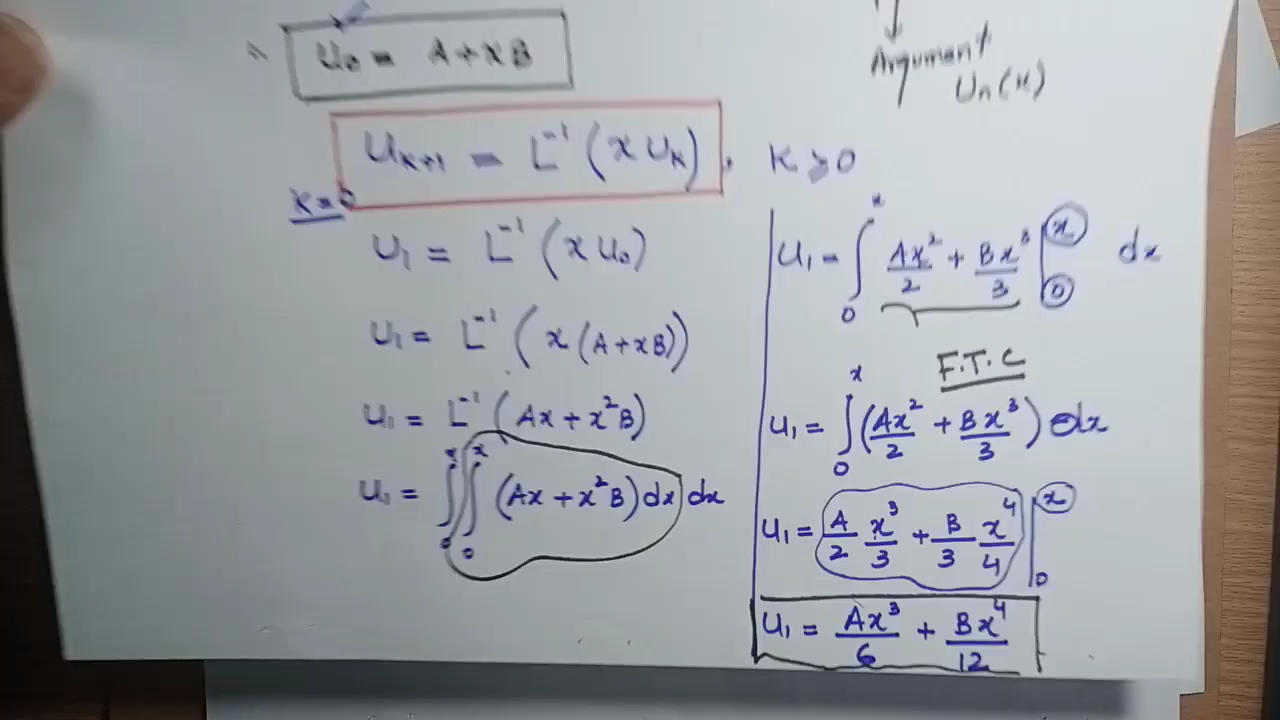 U₀ = A+xB
Argument
Uₙ(x)
Uₖ₊₁ = L⁻¹(x Uₖ), K ≥ 0
K=0
U₁ = L⁻¹(x U₀)
U₁ = L⁻¹(x(A+xB))
U₁ = L⁻¹(Ax + x²B)
U₁ = ∫₀ˣ ∫₀ˣ (Ax + x²B) dx dx
U₁ = ∫₀ˣ Ax²/2 + Bx³/3 |₀ˣ dx
F.T.C
U₁ = ∫₀ˣ (Ax²/2 + Bx³/3) dx
U₁ = A/2 x³/3 + B/3 x⁴/4 |₀ˣ
U₁ = Ax³/6 + Bx⁴/12